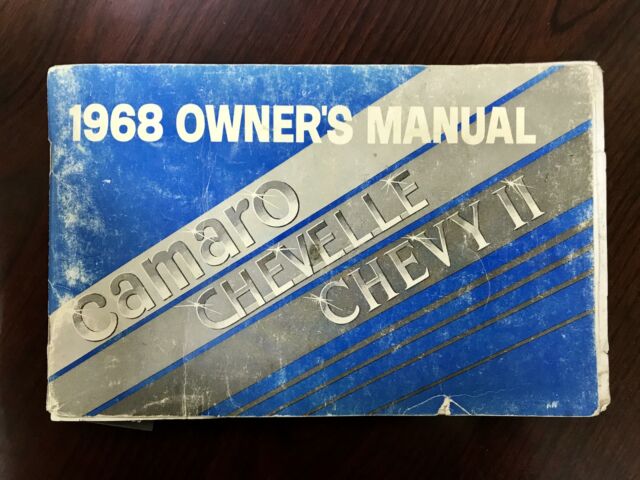 1968 OWNER'S MANUAL
camaro
CHEVELLE
CHEVY II